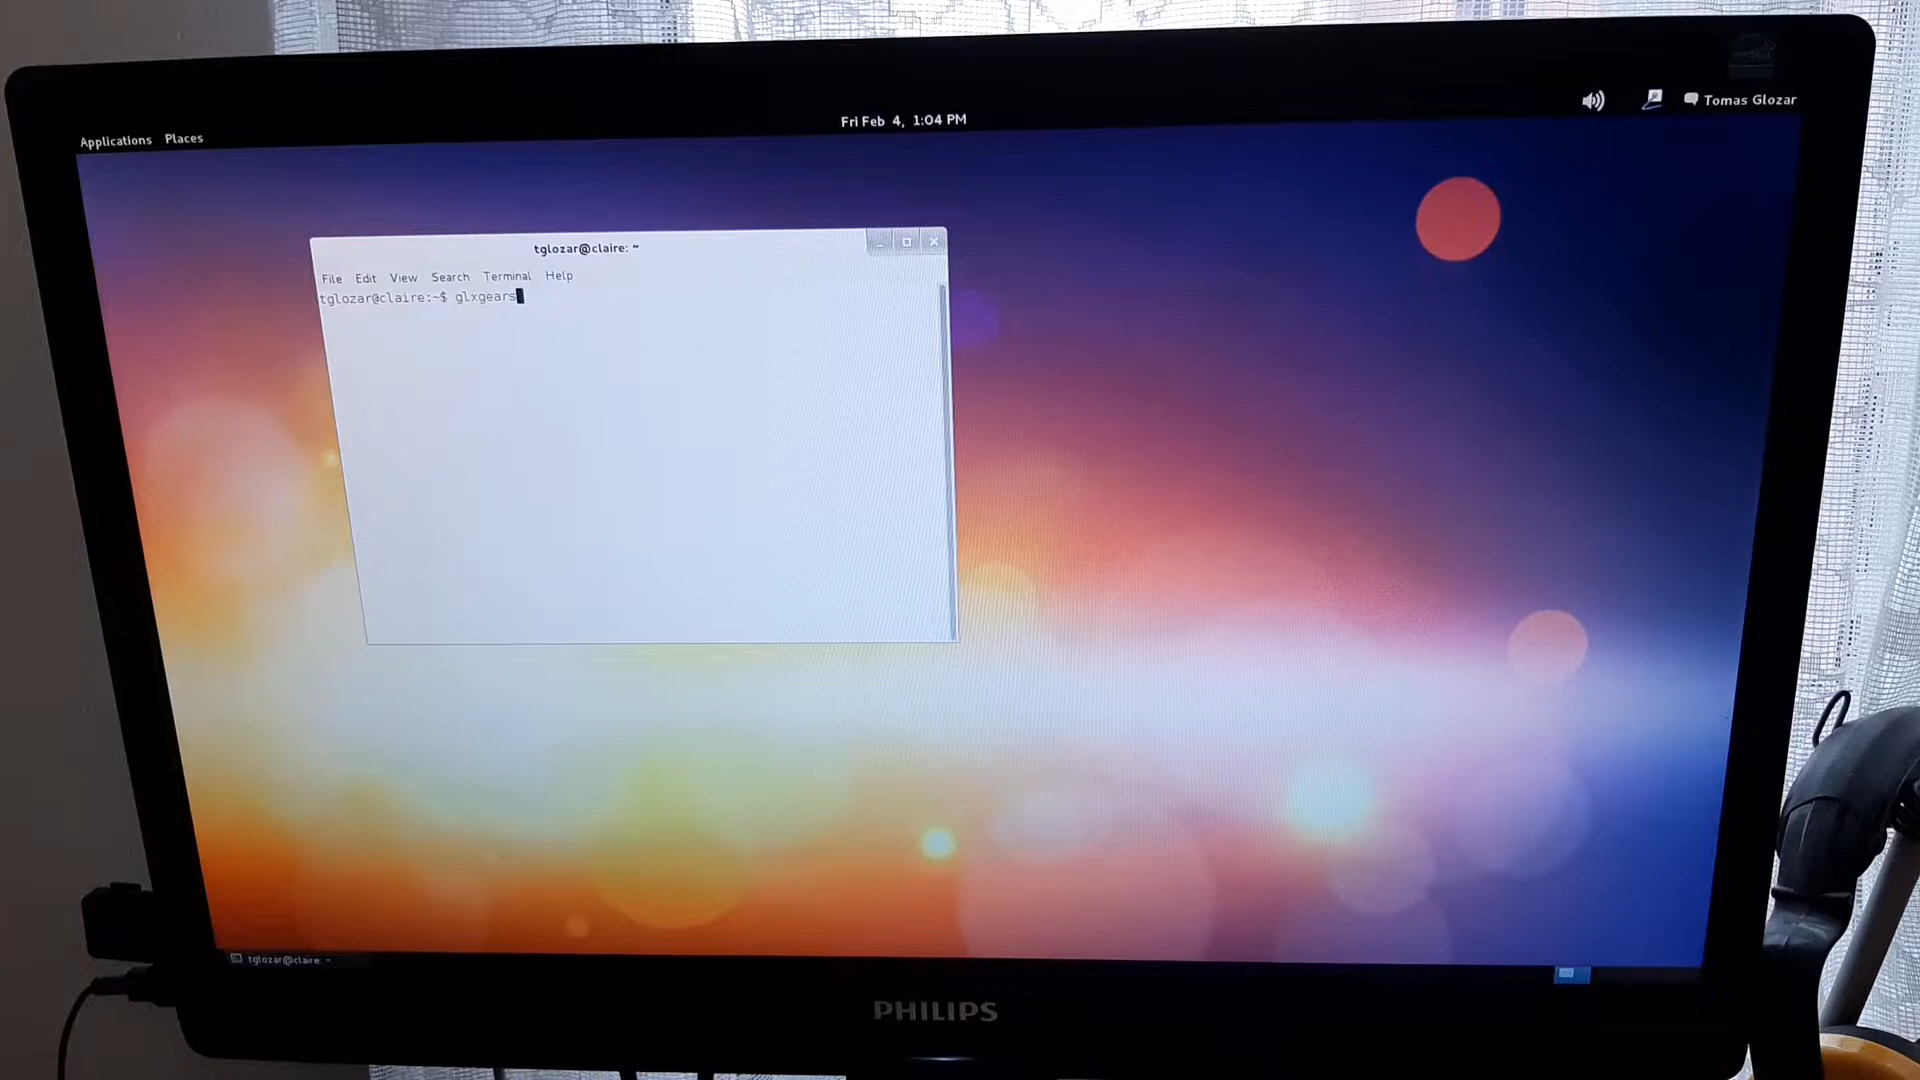 Applications Places
Fri Feb 4, 1:04 PM
Tomas Glozar
tglozar@claire: ~
File Edit View Search Terminal Help
tglozar@claire:~$ glxgears
tglozar@claire: ~
PHILIPS